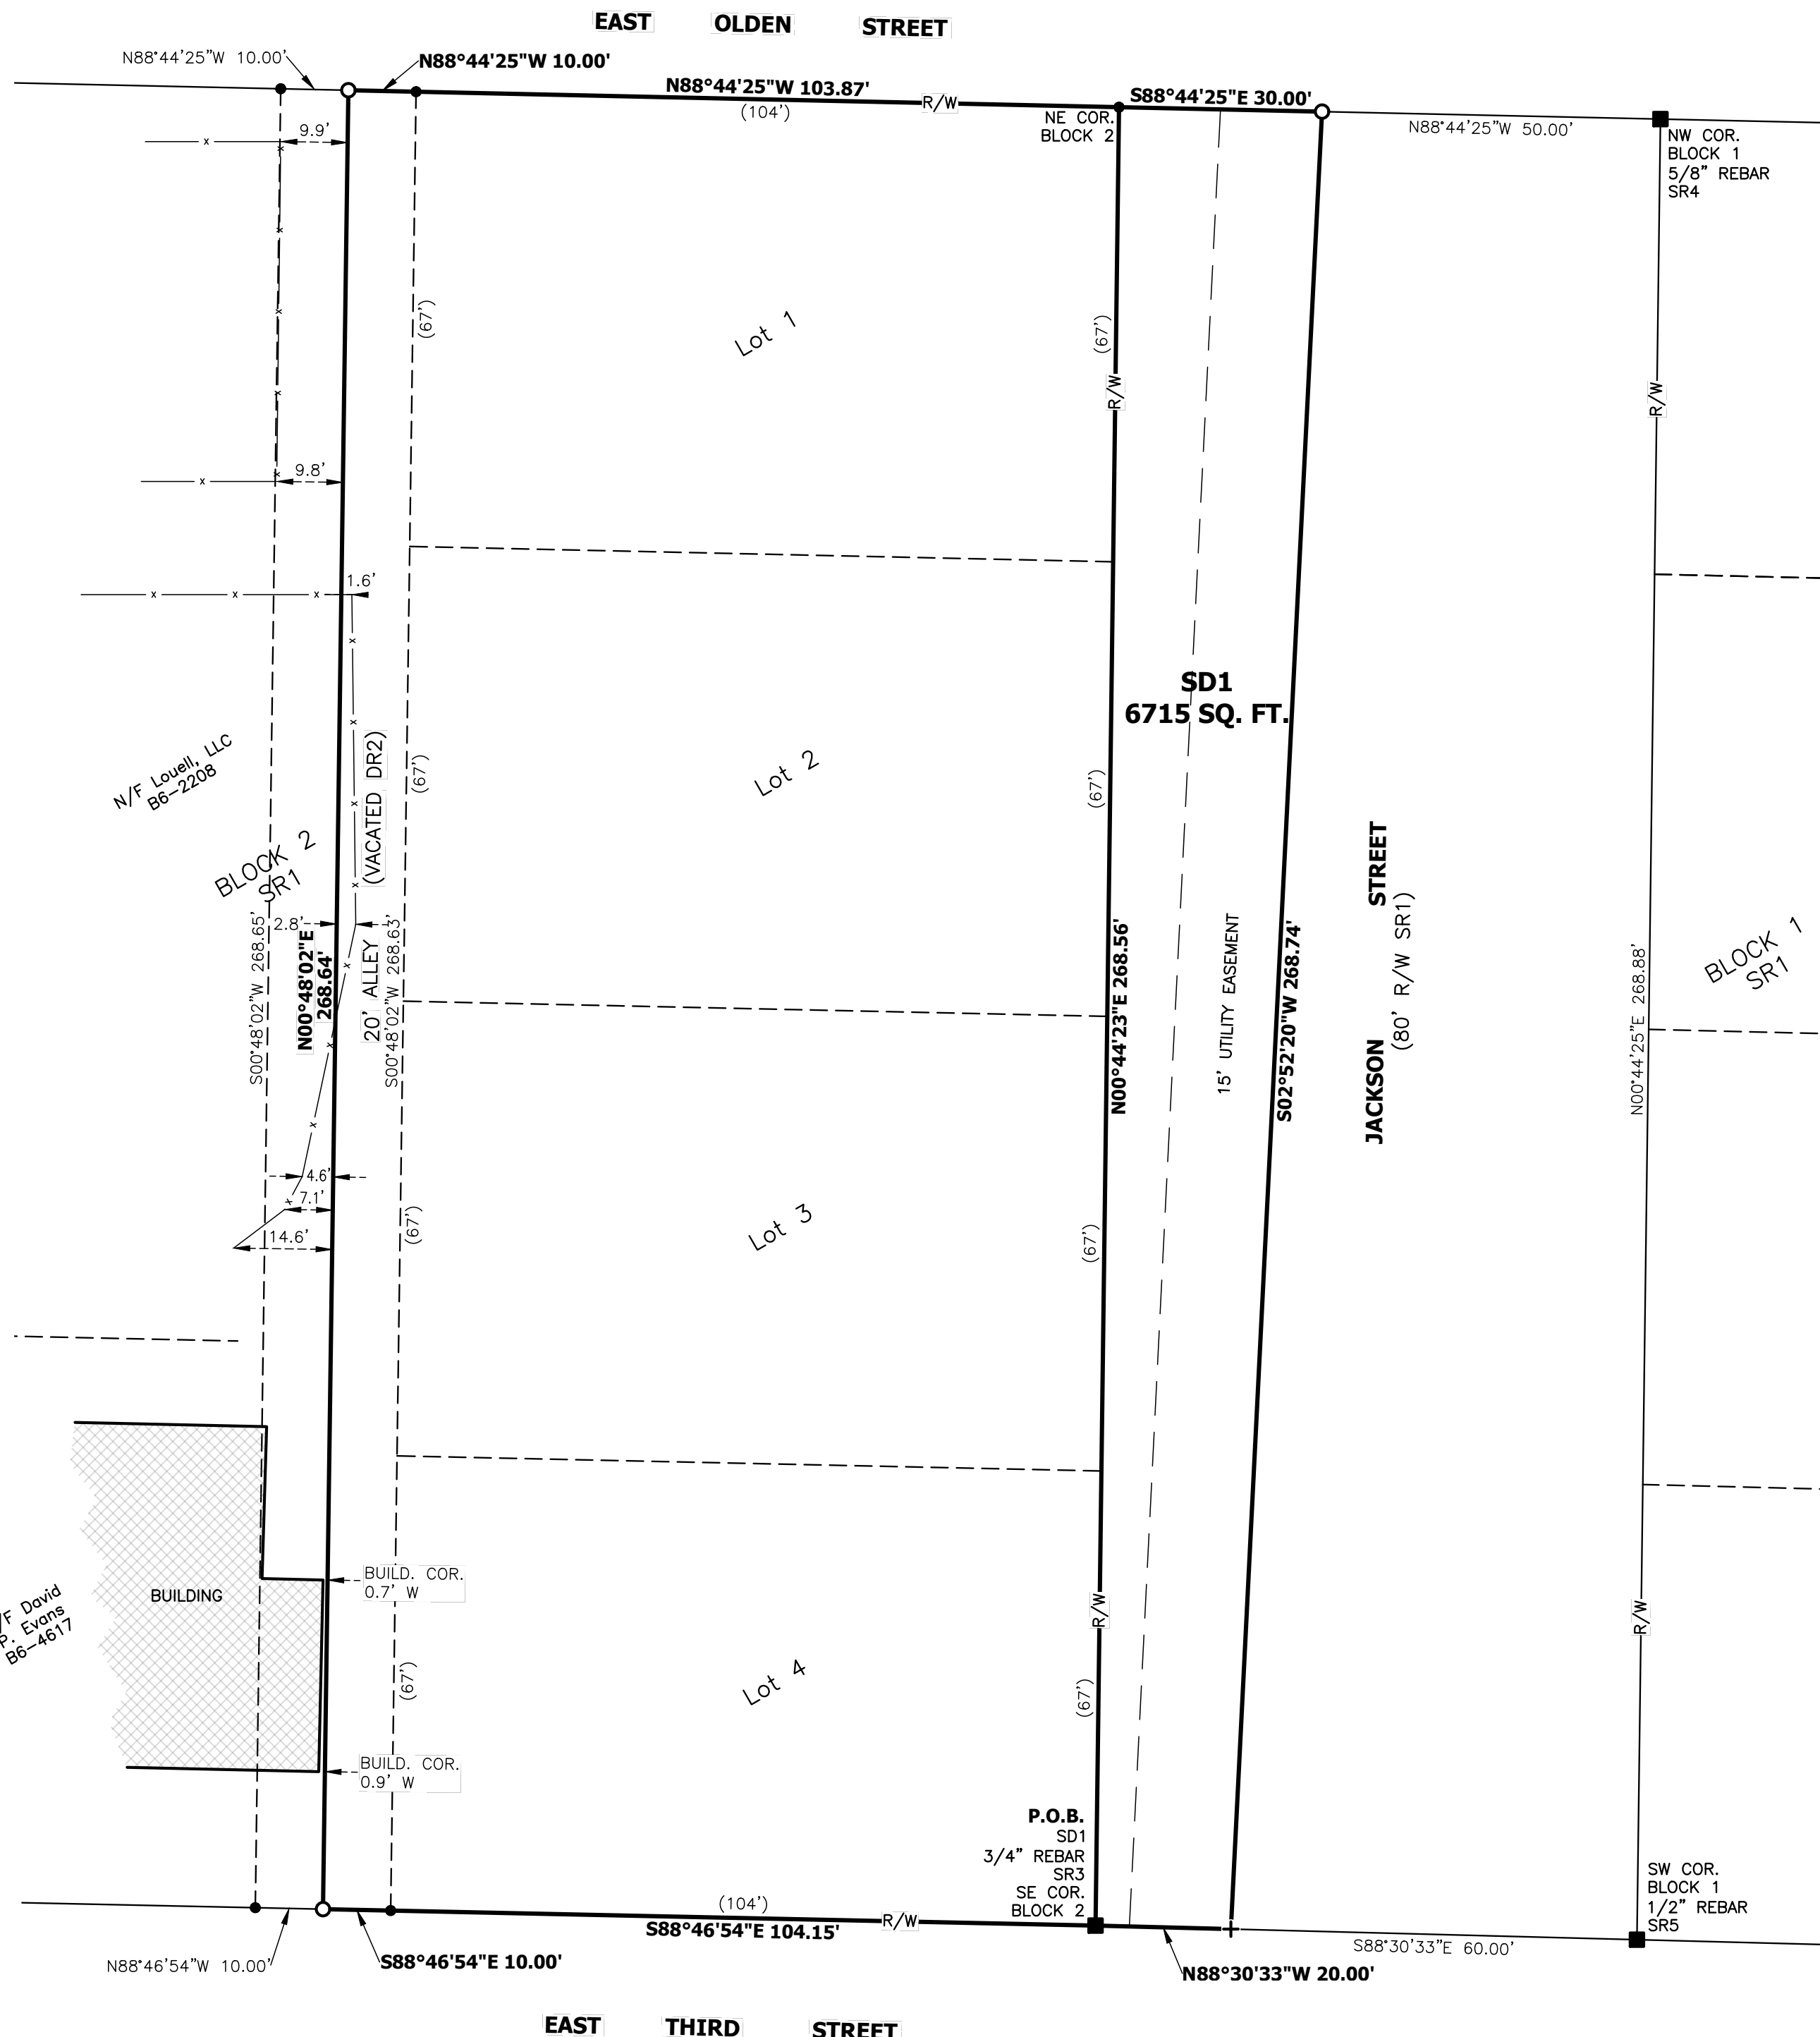 EAST OLDEN STREET
N88°44'25"W 10.00'
N88°44'25"W 10.00'
N88°44'25"W 103.87'
(104')
R/W
S88°44'25"E 30.00'
NE COR.
BLOCK 2
N88°44'25"W 50.00'
NW COR.
BLOCK 1
5/8" REBAR
SR4
9.9'
(67')
Lot 1
(67')
R/W
R/W
9.8'
1.6'
SD1
6715 SQ. FT.
N/F Louell, LLC
B6-2208
(VACATED DR2)
20' ALLEY
(67')
Lot 2
(67')
BLOCK 2
SR1
2.8'
S00°48'02"W 268.65'
N00°48'02"E
268.64'
S00°48'02"W 268.63'
N00°44'23"E 268.56'
15' UTILITY EASEMENT
S02°52'20"W 268.74'
JACKSON STREET
(80' R/W SR1)
N00°44'25"E 268.88'
BLOCK 1
SR1
4.6'
7.1'
14.6'
(67')
Lot 3
(67')
BUILDING
/F David
P. Evans
B6-4617
BUILD. COR.
0.7' W
R/W
R/W
(67')
Lot 4
(67')
BUILD. COR.
0.9' W
P.O.B.
SD1
3/4" REBAR
SR3
SE COR.
BLOCK 2
SW COR.
BLOCK 1
1/2" REBAR
SR5
(104')
S88°46'54"E 104.15'
R/W
N88°46'54"W 10.00'
S88°46'54"E 10.00'
S88°30'33"E 60.00'
N88°30'33"W 20.00'
EAST THIRD STREET